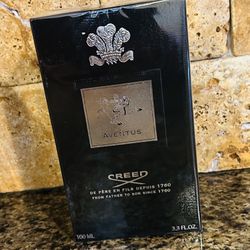 AVENTUS
CREED
DE PÈRE EN FILS DEPUIS 1760
FROM FATHER TO SON SINCE 1760
100 ML 3.3 FL.OZ.